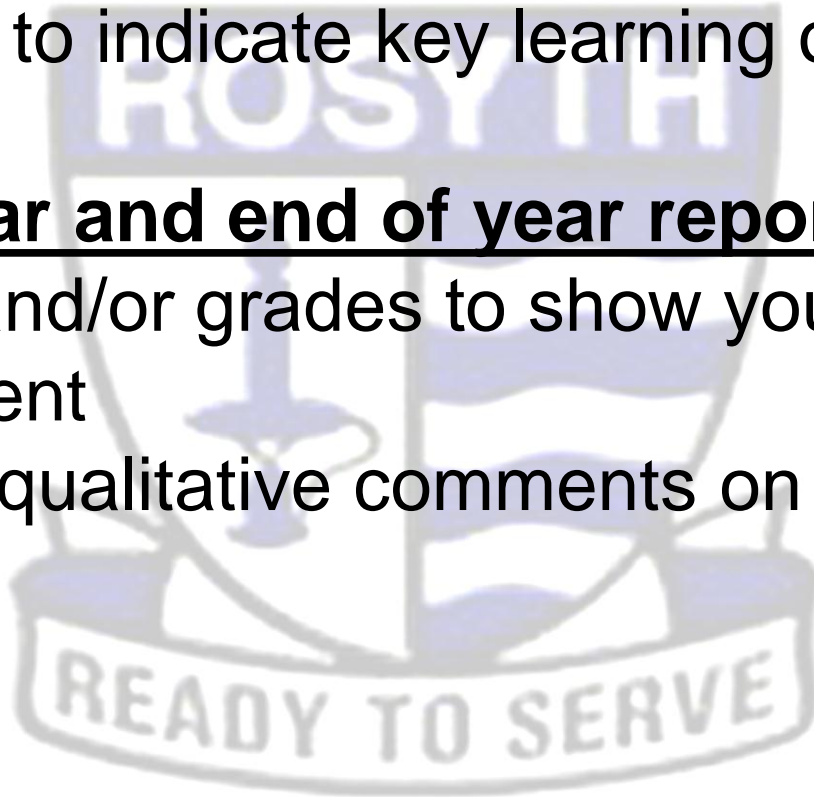 to indicate key learning
ROSYTH
ar and end of year repor
and/or grades to show you
ent
qualitative comments on
READY TO SERVE